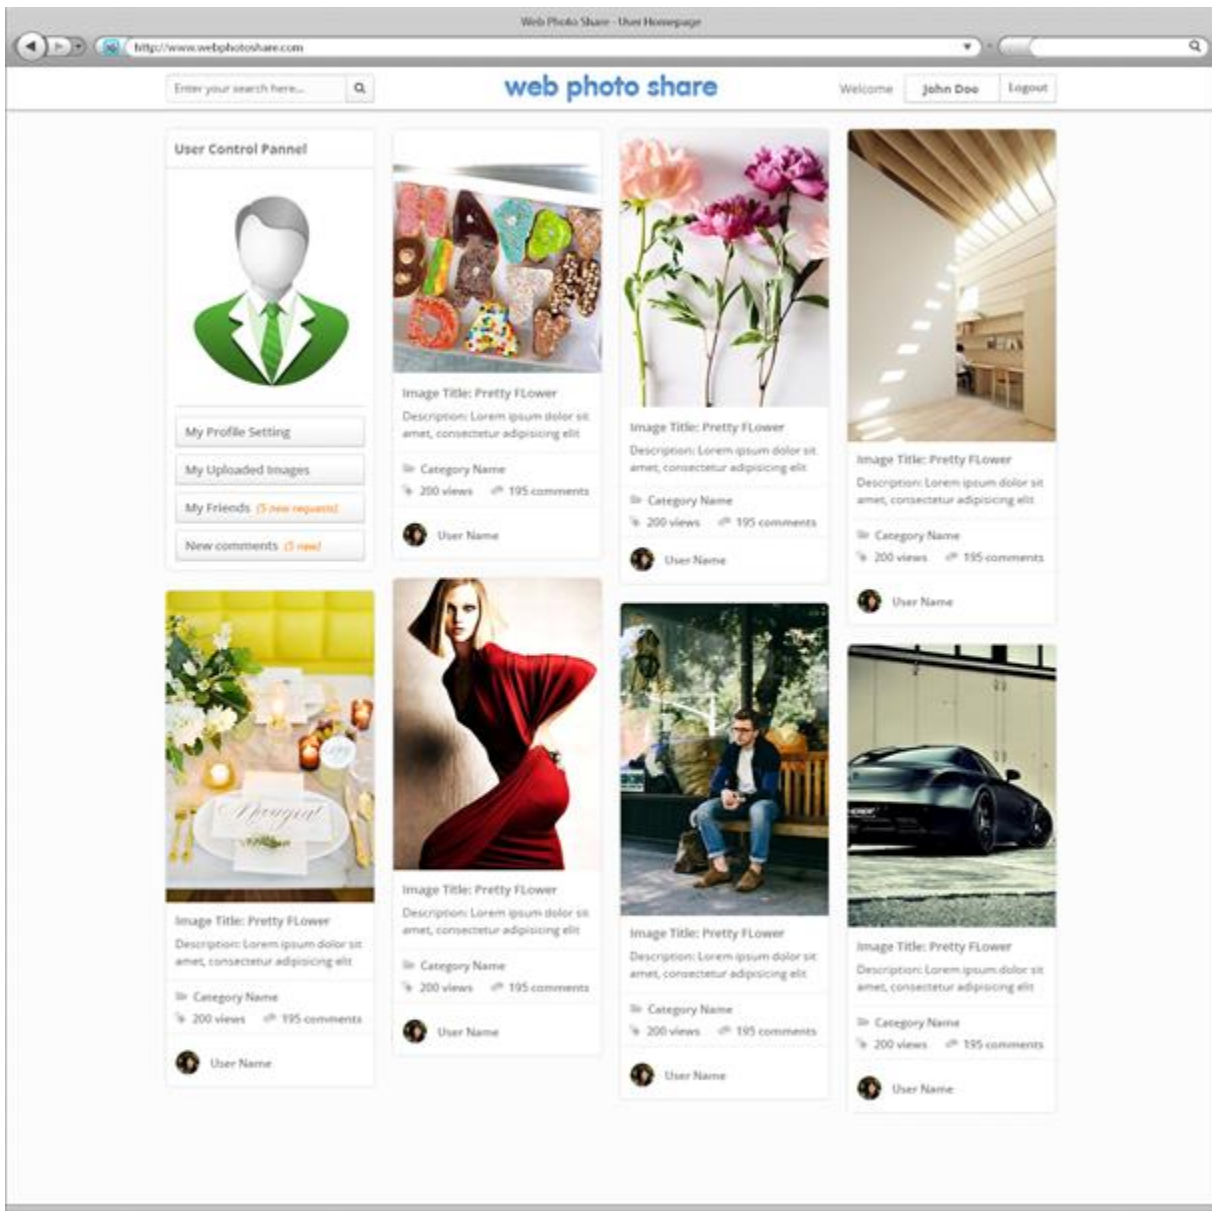 Web Photo Share - User Homepage
http://www.webphotoshare.com
Enter your search here...
web photo share
Welcome
John Doo
Logout
User Control Pannel
My Profile Setting
My Uploaded Images
My Friends (5 new requests)
New comments (5 new)
HAPPY
BIRTH
DAY
Image Title: Pretty FLower
Description: Lorem ipsum dolor sit
amet, consectetur adipisicing elit
Category Name
200 views 195 comments
User Name
Image Title: Pretty FLower
Description: Lorem ipsum dolor sit
amet, consectetur adipisicing elit
Category Name
200 views 195 comments
User Name
Image Title: Pretty FLower
Description: Lorem ipsum dolor sit
amet, consectetur adipisicing elit
Category Name
200 views 195 comments
User Name
Image Title: Pretty FLower
Description: Lorem ipsum dolor sit
amet, consectetur adipisicing elit
Category Name
200 views 195 comments
User Name
Image Title: Pretty FLower
Description: Lorem ipsum dolor sit
amet, consectetur adipisicing elit
Category Name
200 views 195 comments
User Name
Image Title: Pretty FLower
Description: Lorem ipsum dolor sit
amet, consectetur adipisicing elit
Category Name
200 views 195 comments
User Name
Image Title: Pretty FLower
Description: Lorem ipsum dolor sit
amet, consectetur adipisicing elit
Category Name
200 views 195 comments
User Name